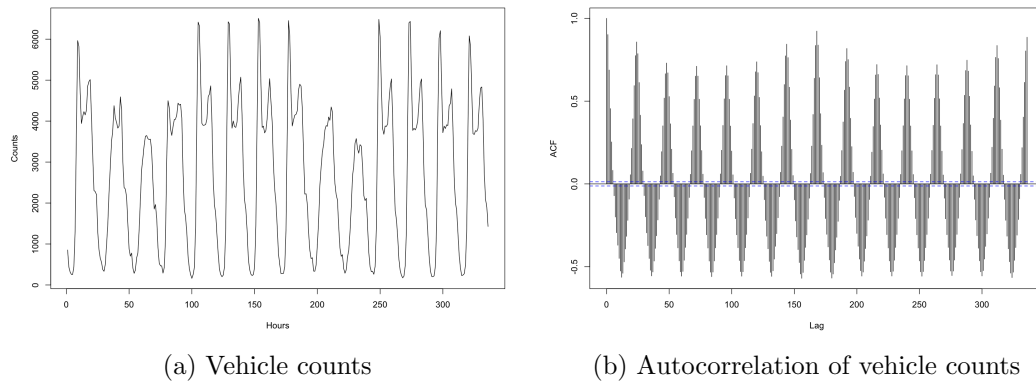 6000
5000
4000
3000
2000
1000
0
Counts
0 50 100 150 200 250 300
Hours
(a) Vehicle counts
1.0
0.5
0.0
-0.5
ACF
0 50 100 150 200 250 300
Lag
(b) Autocorrelation of vehicle counts